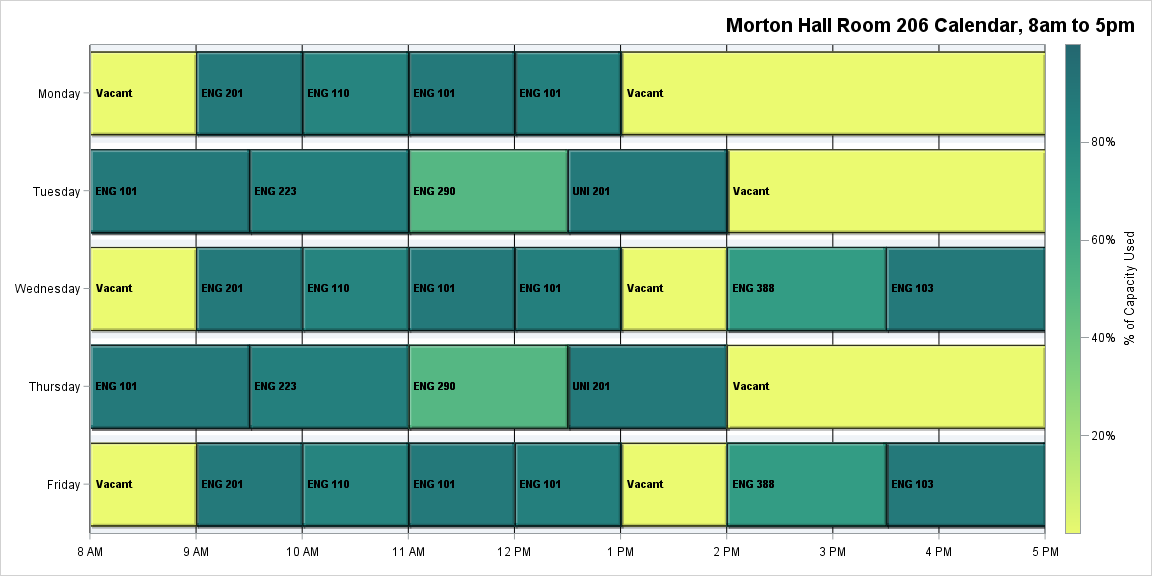 Morton Hall Room 206 Calendar, 8am to 5pm
Monday Vacant ENG 201 ENG 110 ENG 101 ENG 101 Vacant
80%
Tuesday ENG 101 ENG 223 ENG 290 UNI 201 Vacant
60%
% of Capacity Used
Wednesday Vacant ENG 201 ENG 110 ENG 101 ENG 101 Vacant ENG 388 ENG 103
40%
Thursday ENG 101 ENG 223 ENG 290 UNI 201 Vacant
20%
Friday Vacant ENG 201 ENG 110 ENG 101 ENG 101 Vacant ENG 388 ENG 103
8 AM 9 AM 10 AM 11 AM 12 PM 1 PM 2 PM 3 PM 4 PM 5 PM